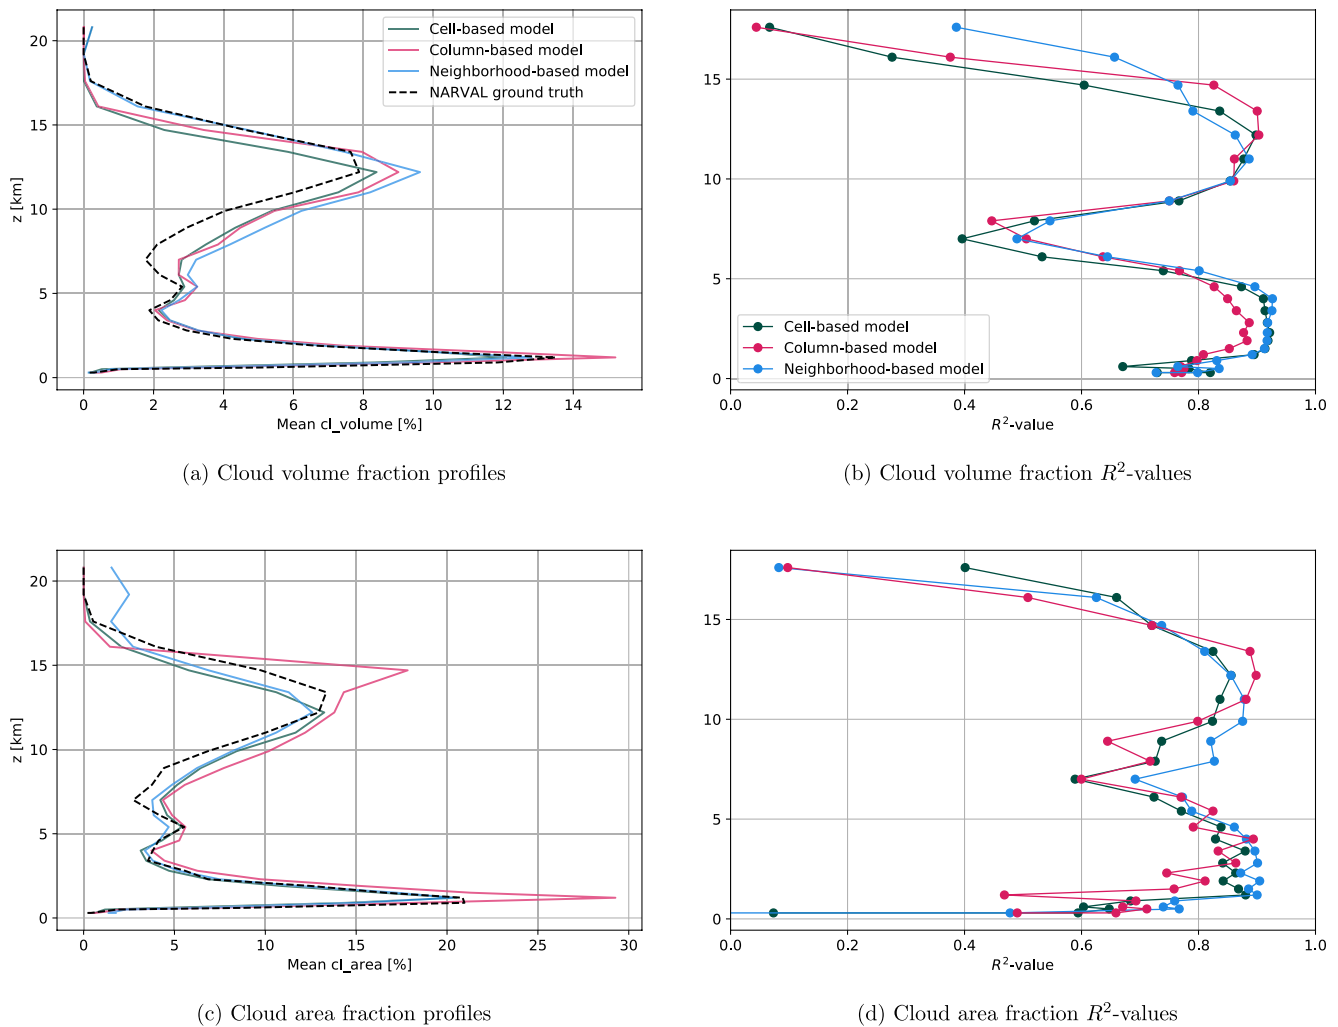 Cell-based model
Column-based model
Neighborhood-based model
NARVAL ground truth
z [km]
20
15
10
5
0
0 2 4 6 8 10 12 14
Mean cl_volume [%]
(a) Cloud volume fraction profiles
15
10
5
0
Cell-based model
Column-based model
Neighborhood-based model
0.0 0.2 0.4 0.6 0.8 1.0
R²-value
(b) Cloud volume fraction R²-values
z [km]
20
15
10
5
0
0 5 10 15 20 25 30
Mean cl_area [%]
(c) Cloud area fraction profiles
15
10
5
0
0.0 0.2 0.4 0.6 0.8 1.0
R²-value
(d) Cloud area fraction R²-values